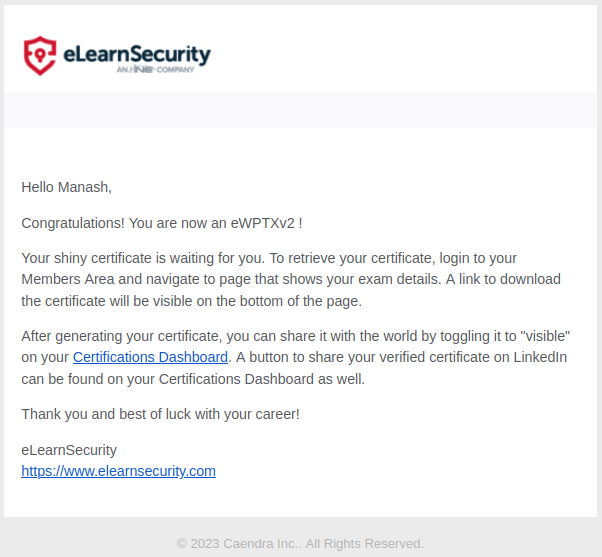 eLearnSecurity
AN INE COMPANY
Hello Manash,
Congratulations! You are now an eWPTXv2 !
Your shiny certificate is waiting for you. To retrieve your certificate, login to your
Members Area and navigate to page that shows your exam details. A link to download
the certificate will be visible on the bottom of the page.
After generating your certificate, you can share it with the world by toggling it to "visible"
on your Certifications Dashboard. A button to share your verified certificate on LinkedIn
can be found on your Certifications Dashboard as well.
Thank you and best of luck with your career!
eLearnSecurity
https://www.elearnsecurity.com
© 2023 Caendra Inc.. All Rights Reserved.